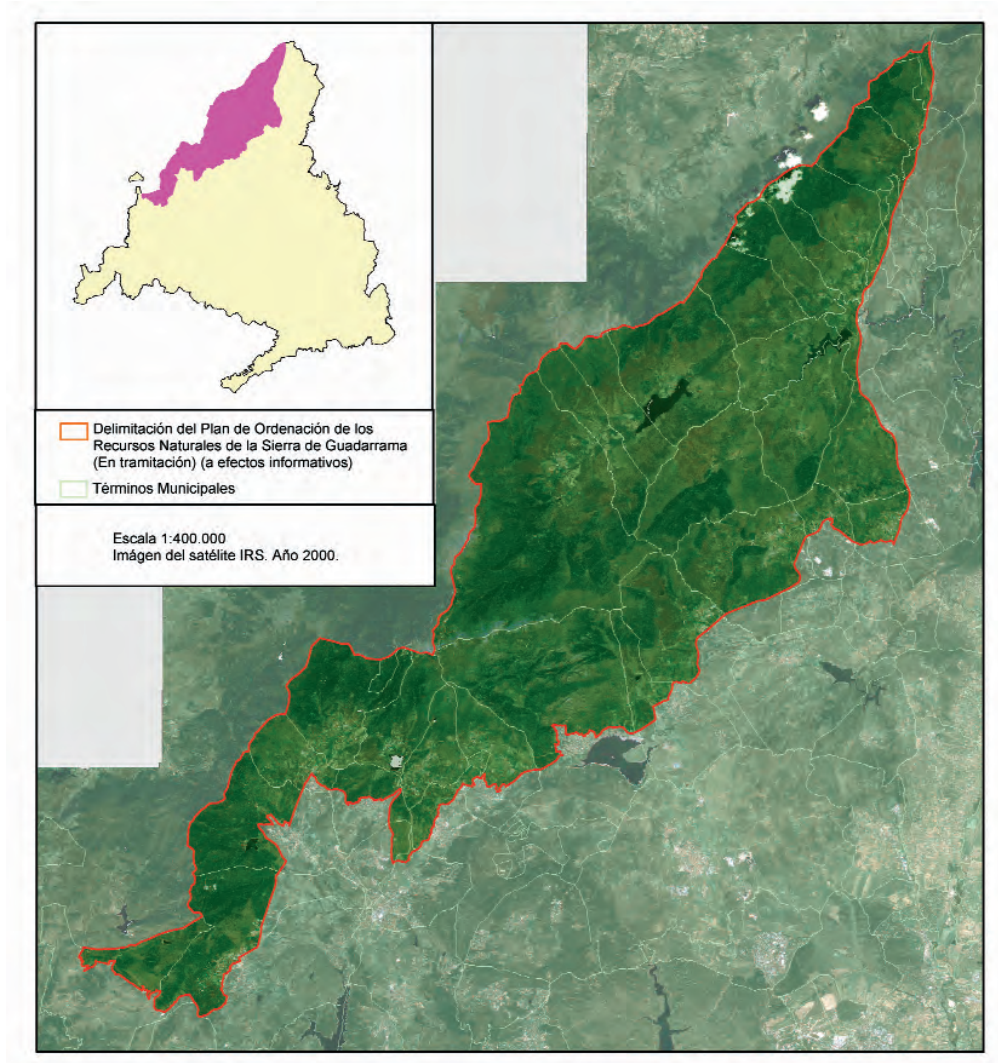 Delimitación del Plan de Ordenación de los
Recursos Naturales de la Sierra de Guadarrama
(En tramitación) (a efectos informativos)
Términos Municipales
Escala 1:400.000
Imágen del satélite IRS. Año 2000.